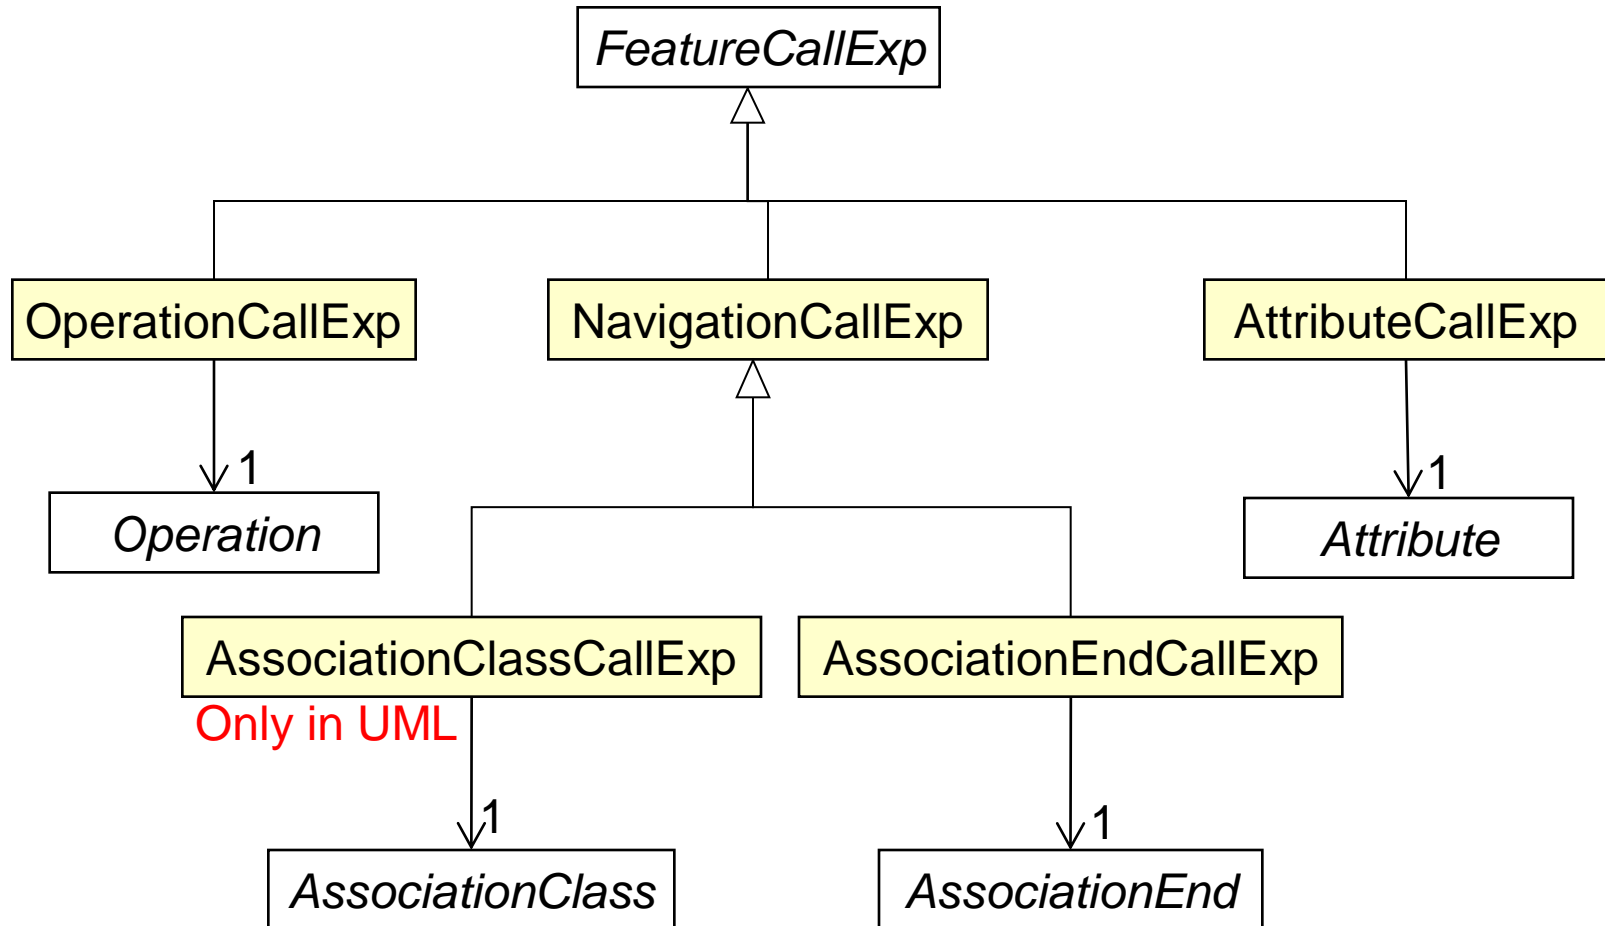 FeatureCallExp
OperationCallExp
NavigationCallExp
AttributeCallExp
1
1
Operation
Attribute
AssociationClassCallExp
AssociationEndCallExp
Only in UML
1
1
AssociationClass
AssociationEnd